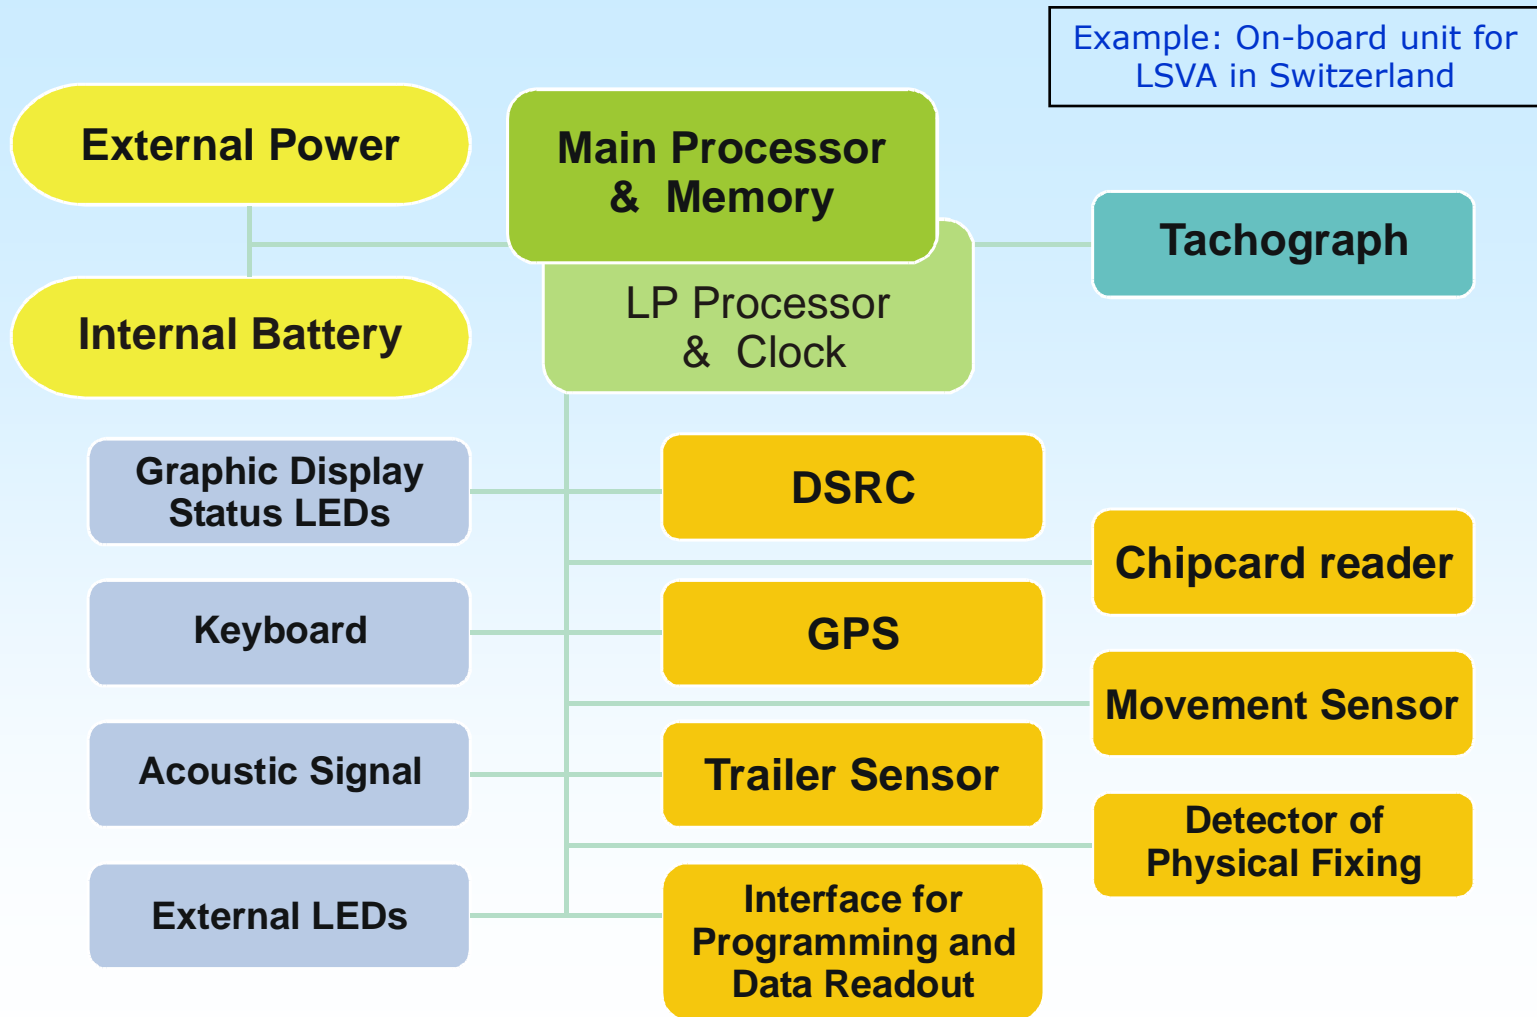 Example: On-board unit for
LSVA in Switzerland
External Power
Main Processor
& Memory
Tachograph
Internal Battery
LP Processor
& Clock
Graphic Display
Status LEDs
DSRC
Chipcard reader
Keyboard
GPS
Movement Sensor
Acoustic Signal
Trailer Sensor
Detector of
Physical Fixing
External LEDs
Interface for
Programming and
Data Readout